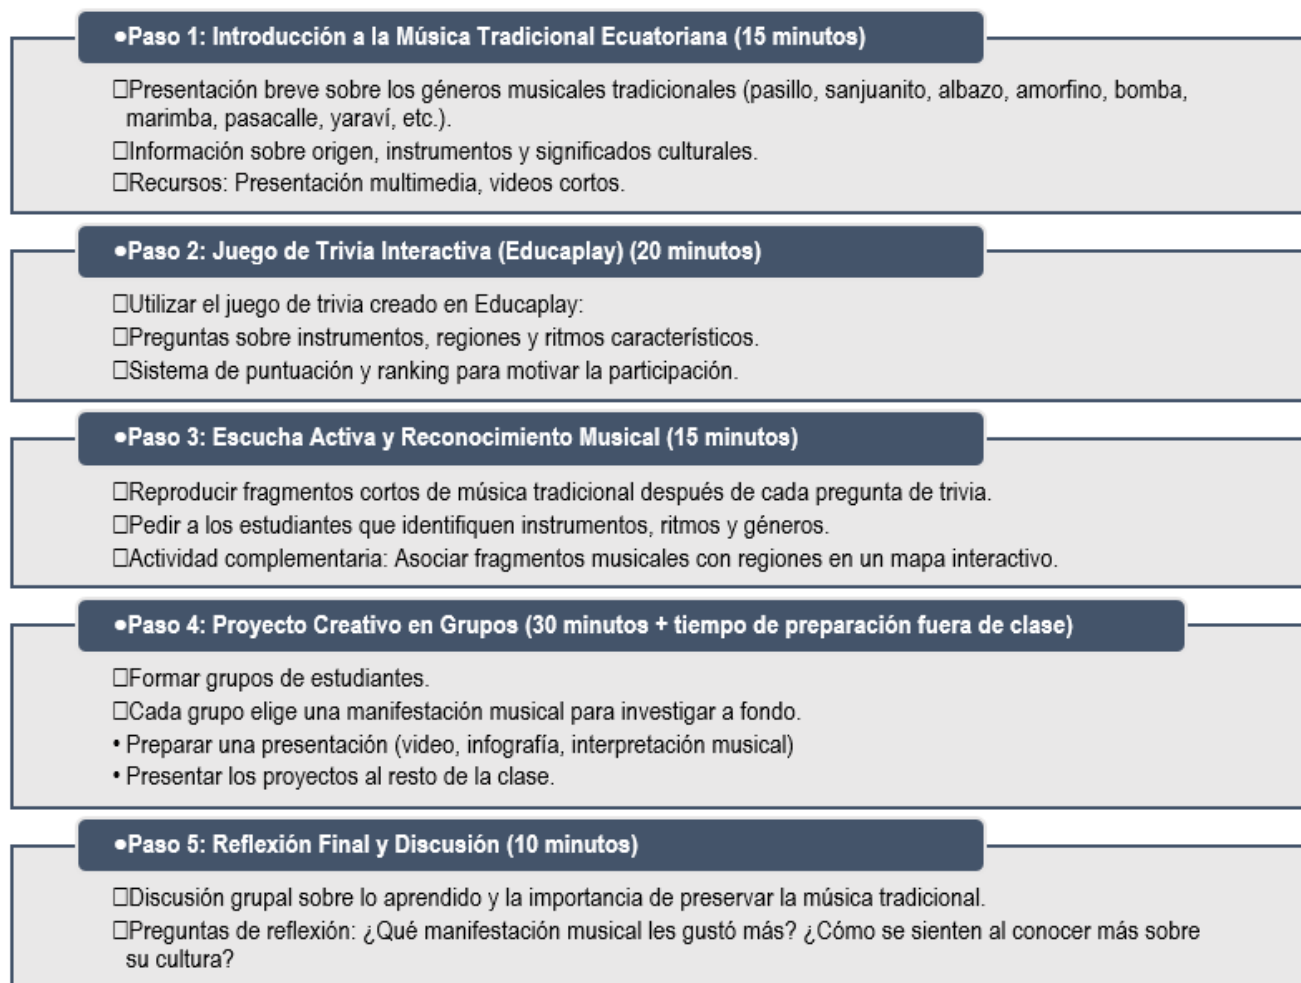 ●Paso 1: Introducción a la Música Tradicional Ecuatoriana (15 minutos)
□Presentación breve sobre los géneros musicales tradicionales (pasillo, sanjuanito, albazo, amorfino, bomba,
marimba, pasacalle, yaraví, etc.).
□Información sobre origen, instrumentos y significados culturales.
□Recursos: Presentación multimedia, videos cortos.
●Paso 2: Juego de Trivia Interactiva (Educaplay) (20 minutos)
□Utilizar el juego de trivia creado en Educaplay:
□Preguntas sobre instrumentos, regiones y ritmos característicos.
□Sistema de puntuación y ranking para motivar la participación.
●Paso 3: Escucha Activa y Reconocimiento Musical (15 minutos)
□Reproducir fragmentos cortos de música tradicional después de cada pregunta de trivia.
□Pedir a los estudiantes que identifiquen instrumentos, ritmos y géneros.
□Actividad complementaria: Asociar fragmentos musicales con regiones en un mapa interactivo.
●Paso 4: Proyecto Creativo en Grupos (30 minutos + tiempo de preparación fuera de clase)
□Formar grupos de estudiantes.
□Cada grupo elige una manifestación musical para investigar a fondo.
• Preparar una presentación (video, infografía, interpretación musical)
• Presentar los proyectos al resto de la clase.
●Paso 5: Reflexión Final y Discusión (10 minutos)
□Discusión grupal sobre lo aprendido y la importancia de preservar la música tradicional.
□Preguntas de reflexión: ¿Qué manifestación musical les gustó más? ¿Cómo se sienten al conocer más sobre
su cultura?